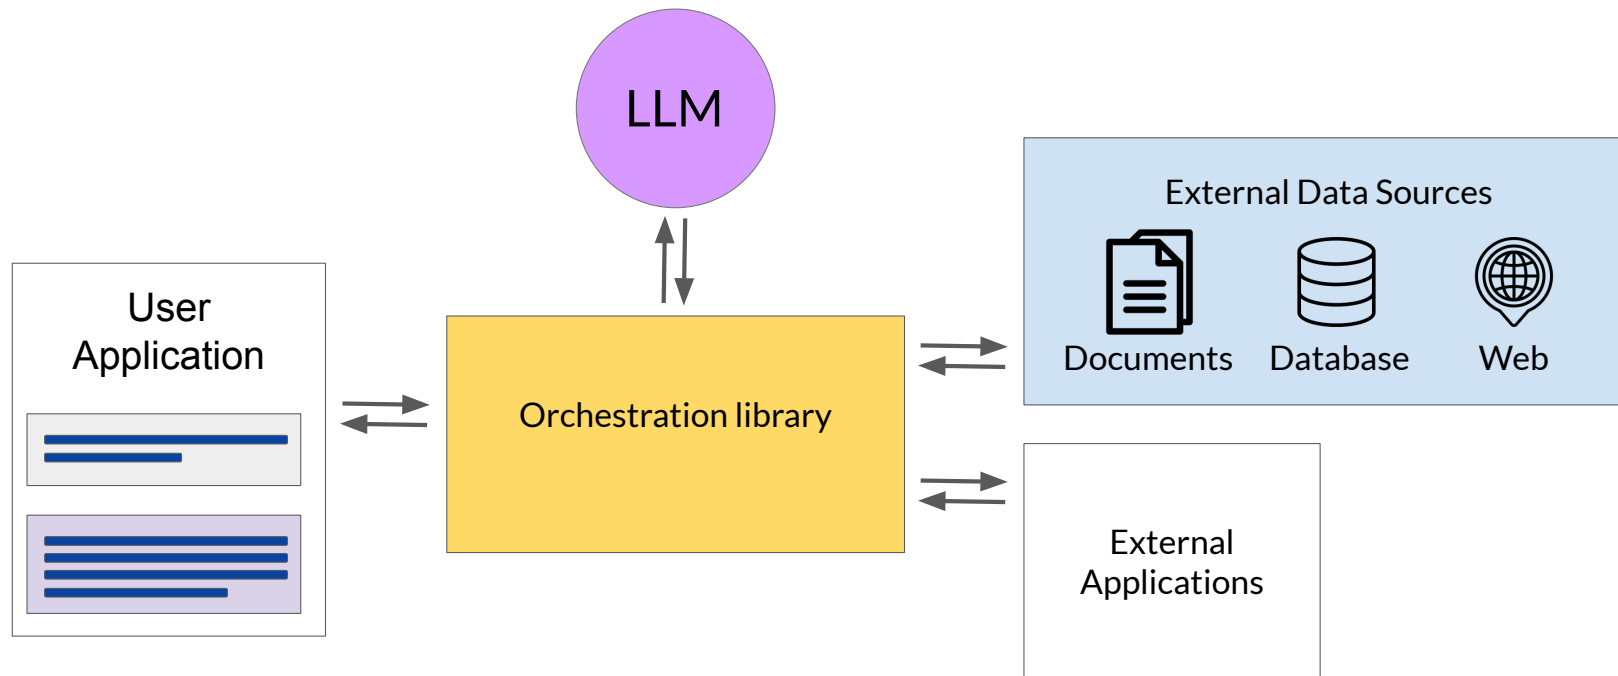 LLM
User
Application
Orchestration library
External Data Sources
Documents
Database
Web
External
Applications